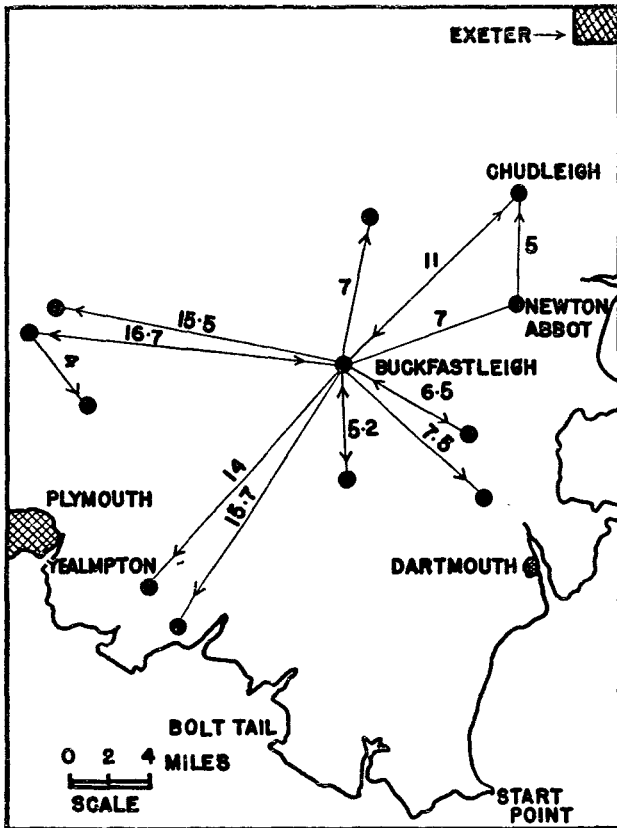 EXETER
CHUDLEIGH
11
5
7
7
NEWTON
ABBOT
15·5
16·7
BUCKFASTLEIGH
4
6·5
5·2
7·5
14
15·7
PLYMOUTH
YEALMPTON
DARTMOUTH
BOLT TAIL
0 2 4
MILES
SCALE
START
POINT